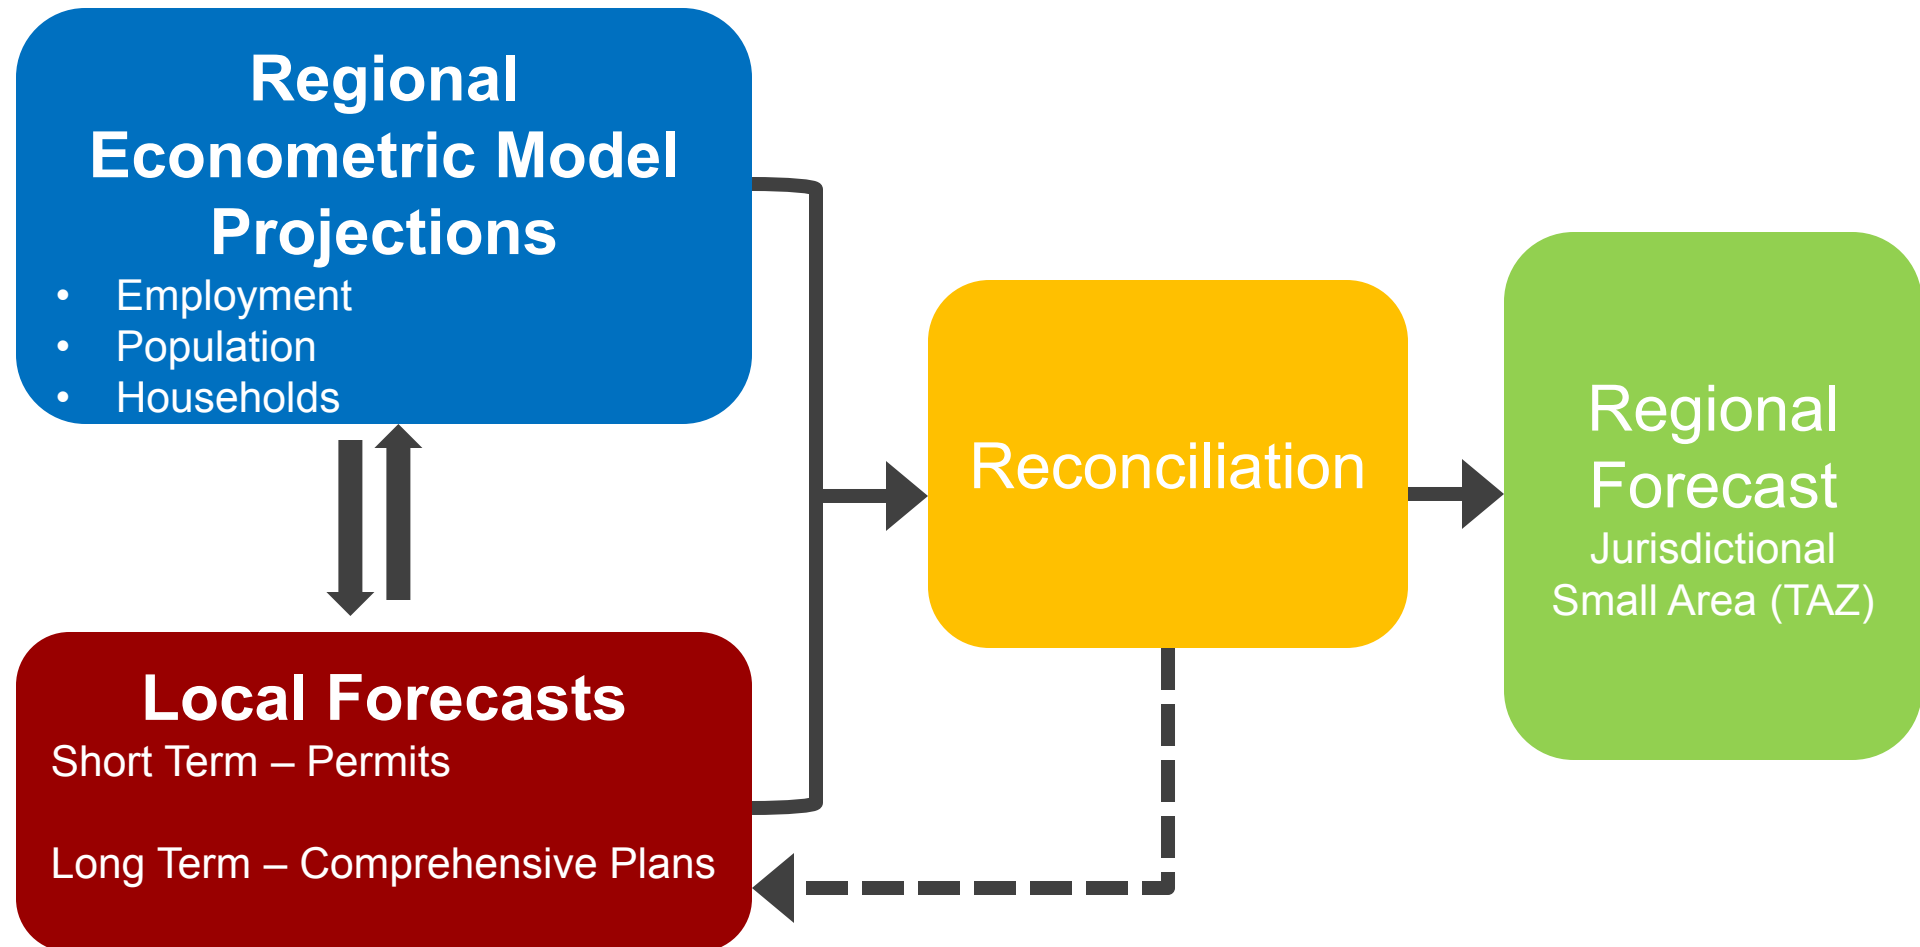 Regional
Econometric Model
Projections
• Employment
• Population
• Households
Local Forecasts
Short Term – Permits
Long Term – Comprehensive Plans
Reconciliation
Regional
Forecast
Jurisdictional
Small Area (TAZ)